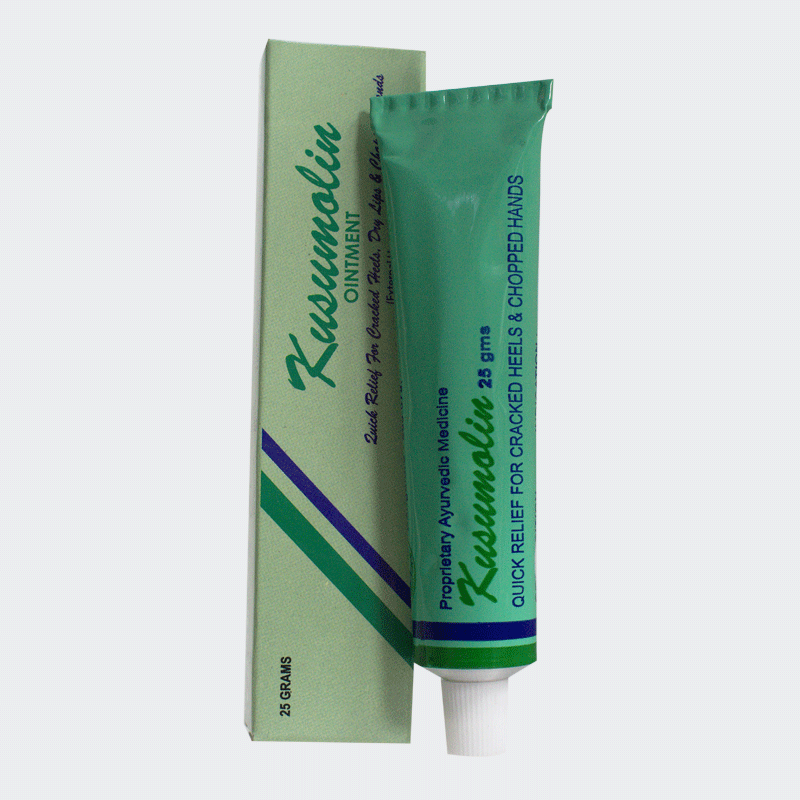 Kusumolin
OINTMENT
Quick Relief For Cracked Heels, Dry Lips &
25 GRAMS
Proprietary Ayurvedic Medicine
Kusumolin 25 gms
QUICK RELIEF FOR CRACKED HEELS & CHOPPED HANDS